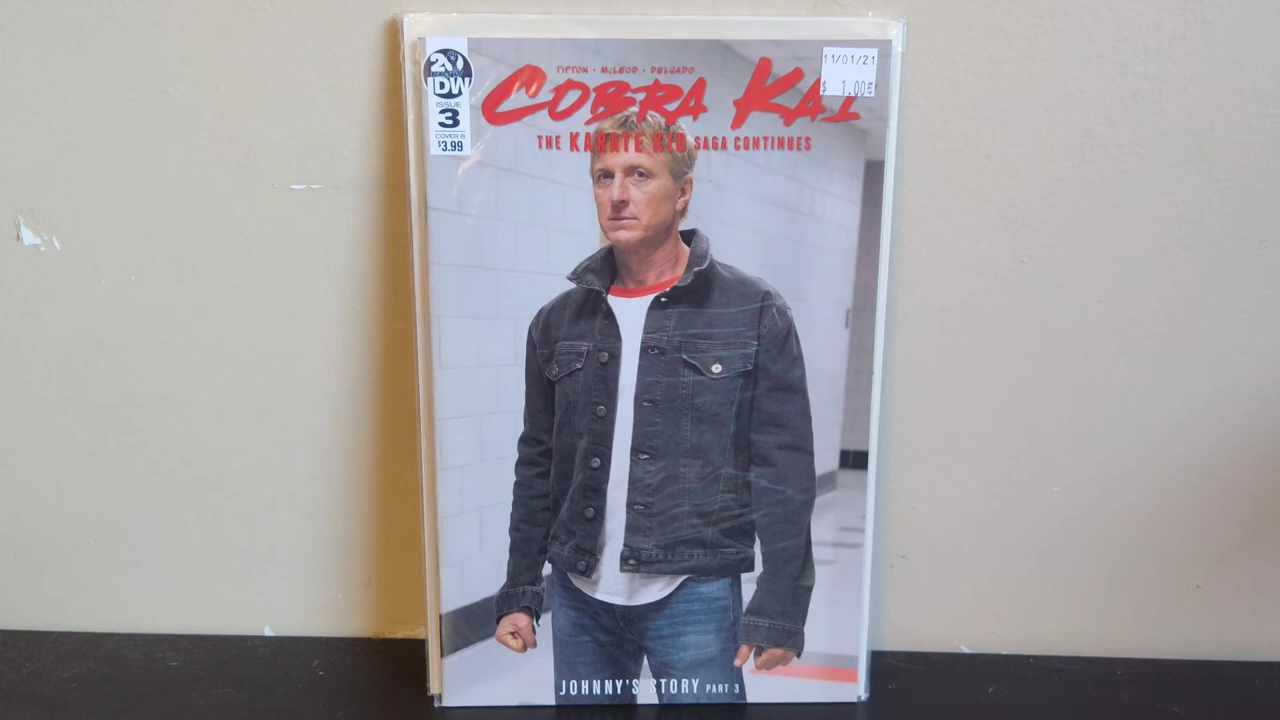 20
IDW
ISSUE
3
COVER B
$3.99
TIPTON • McLEOD • DELGADO
COBRA KAI
THE KARATE KID SAGA CONTINUES
11/01/21
$ 1.00
JOHNNY'S STORY PART 3